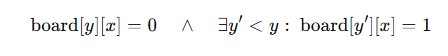 board[y][x] = 0 ∧ ∃y′ < y : board[y′][x] = 1